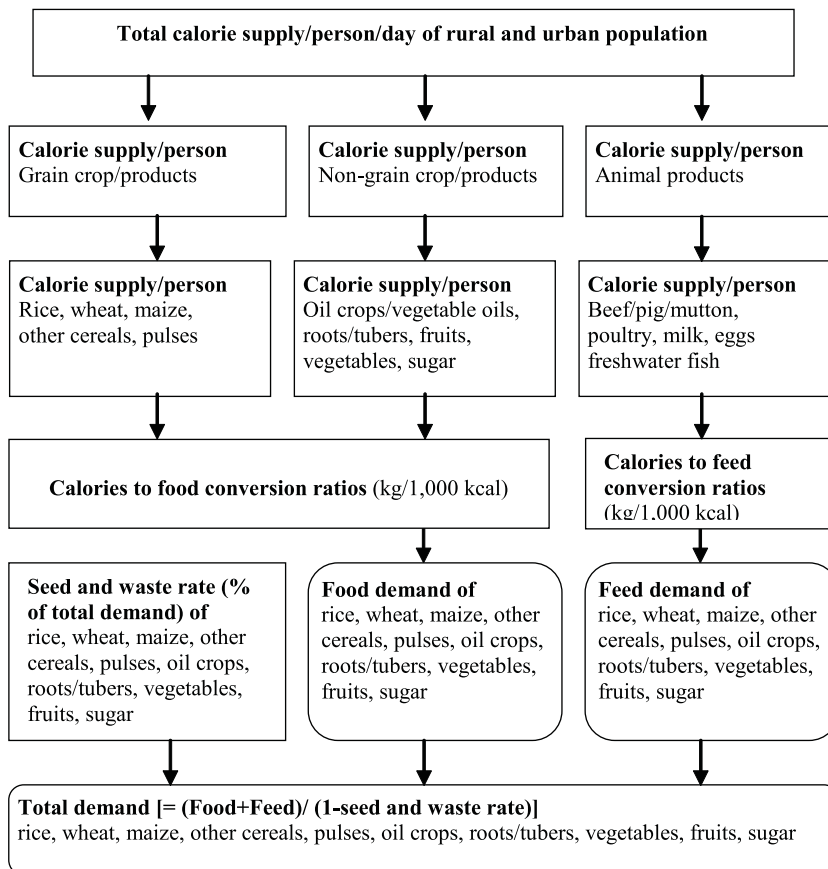 Total calorie supply/person/day of rural and urban population
Calorie supply/person
Grain crop/products
Calorie supply/person
Non-grain crop/products
Calorie supply/person
Animal products
Calorie supply/person
Rice, wheat, maize,
other cereals, pulses
Calorie supply/person
Oil crops/vegetable oils,
roots/tubers, fruits,
vegetables, sugar
Calorie supply/person
Beef/pig/mutton,
poultry, milk, eggs
freshwater fish
Calories to food conversion ratios (kg/1,000 kcal)
Calories to feed
conversion ratios
(kg/1,000 kcal)
Seed and waste rate (%
of total demand) of
rice, wheat, maize, other
cereals, pulses, oil crops,
roots/tubers, vegetables,
fruits, sugar
Food demand of
rice, wheat, maize, other
cereals, pulses, oil crops,
roots/tubers, vegetables,
fruits, sugar
Feed demand of
rice, wheat, maize, other
cereals, pulses, oil crops,
roots/tubers, vegetables,
fruits, sugar
Total demand [= (Food+Feed)/ (1-seed and waste rate)]
rice, wheat, maize, other cereals, pulses, oil crops, roots/tubers, vegetables, fruits, sugar